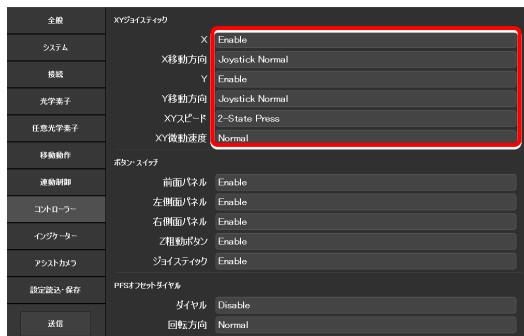 全般
システム
接続
光学素子
任意光学素子
移動動作
連動制御
コントローラー
インジケーター
アシストカメラ
設定読込・保存
送信
XYジョイスティック
X Enable
X移動方向 Joystick Normal
Y Enable
Y移動方向 Joystick Normal
XYスピード 2-State Press
XY微動速度 Normal
ボタン・スイッチ
前面パネル Enable
左側面パネル Enable
右側面パネル Enable
Z粗動ボタン Enable
ジョイスティック Enable
PFSオフセットダイヤル
ダイヤル Disable
回転方向 Normal